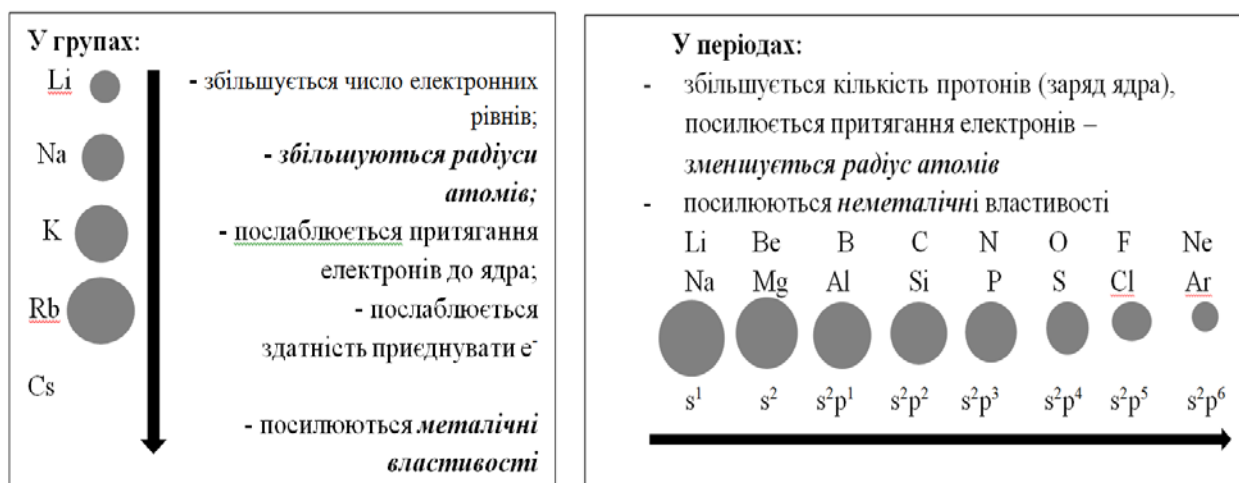 У групах:
Li
- збільшується число електронних
рівнів;
Na
- збільшуються радіуси
атомів;
K
- послаблюється притягання
електронів до ядра;
Rb
- послаблюється
здатність приєднувати e⁻
Cs
- посилюються металічні
властивості
У періодах:
- збільшується кількість протонів (заряд ядра),
посилюється притягання електронів –
зменшується радіус атомів
- посилюються неметалічні властивості
Li Be B C N O F Ne
Na Mg Al Si P S Cl Ar
s¹ s² s²p¹ s²p² s²p³ s²p⁴ s²p⁵ s²p⁶